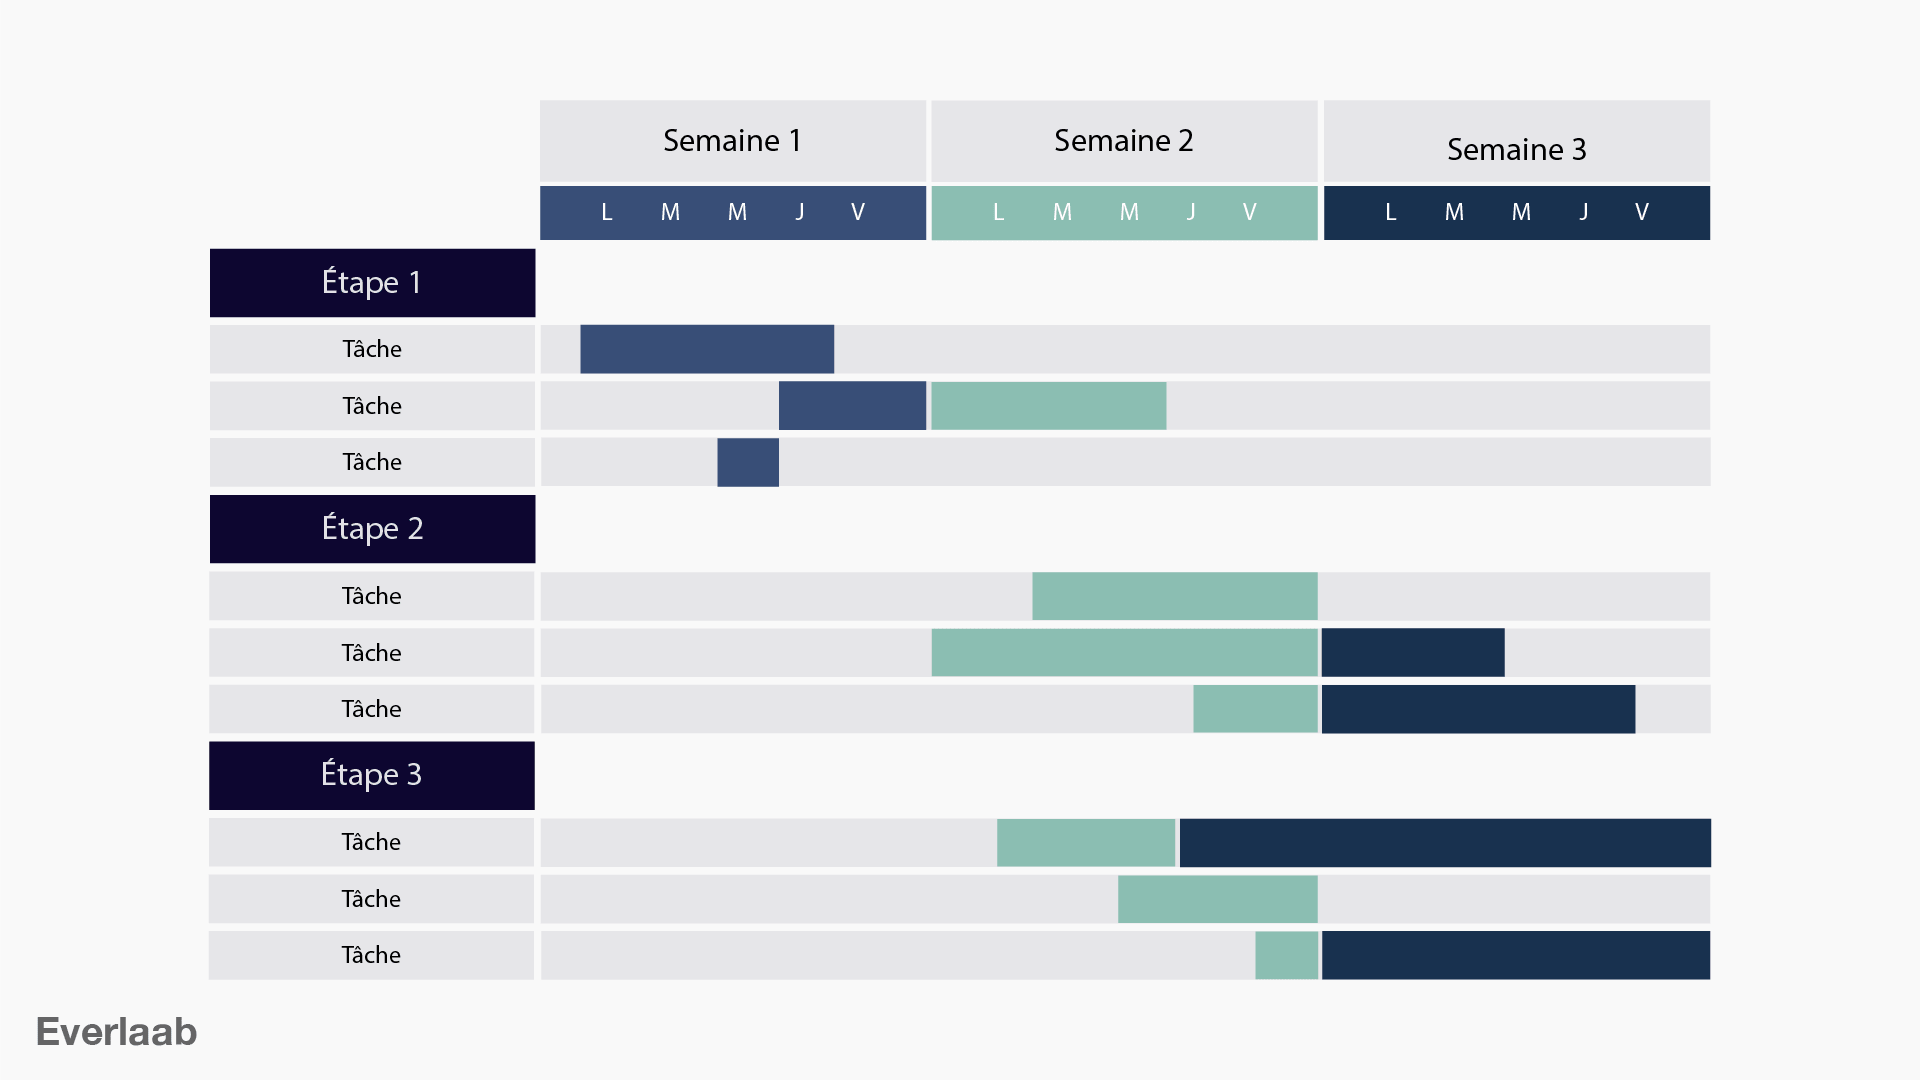 Semaine 1 Semaine 2 Semaine 3
L M M J V L M M J V L M M J V
Étape 1
Tâche
Tâche
Tâche
Étape 2
Tâche
Tâche
Tâche
Étape 3
Tâche
Tâche
Tâche
Everlaab